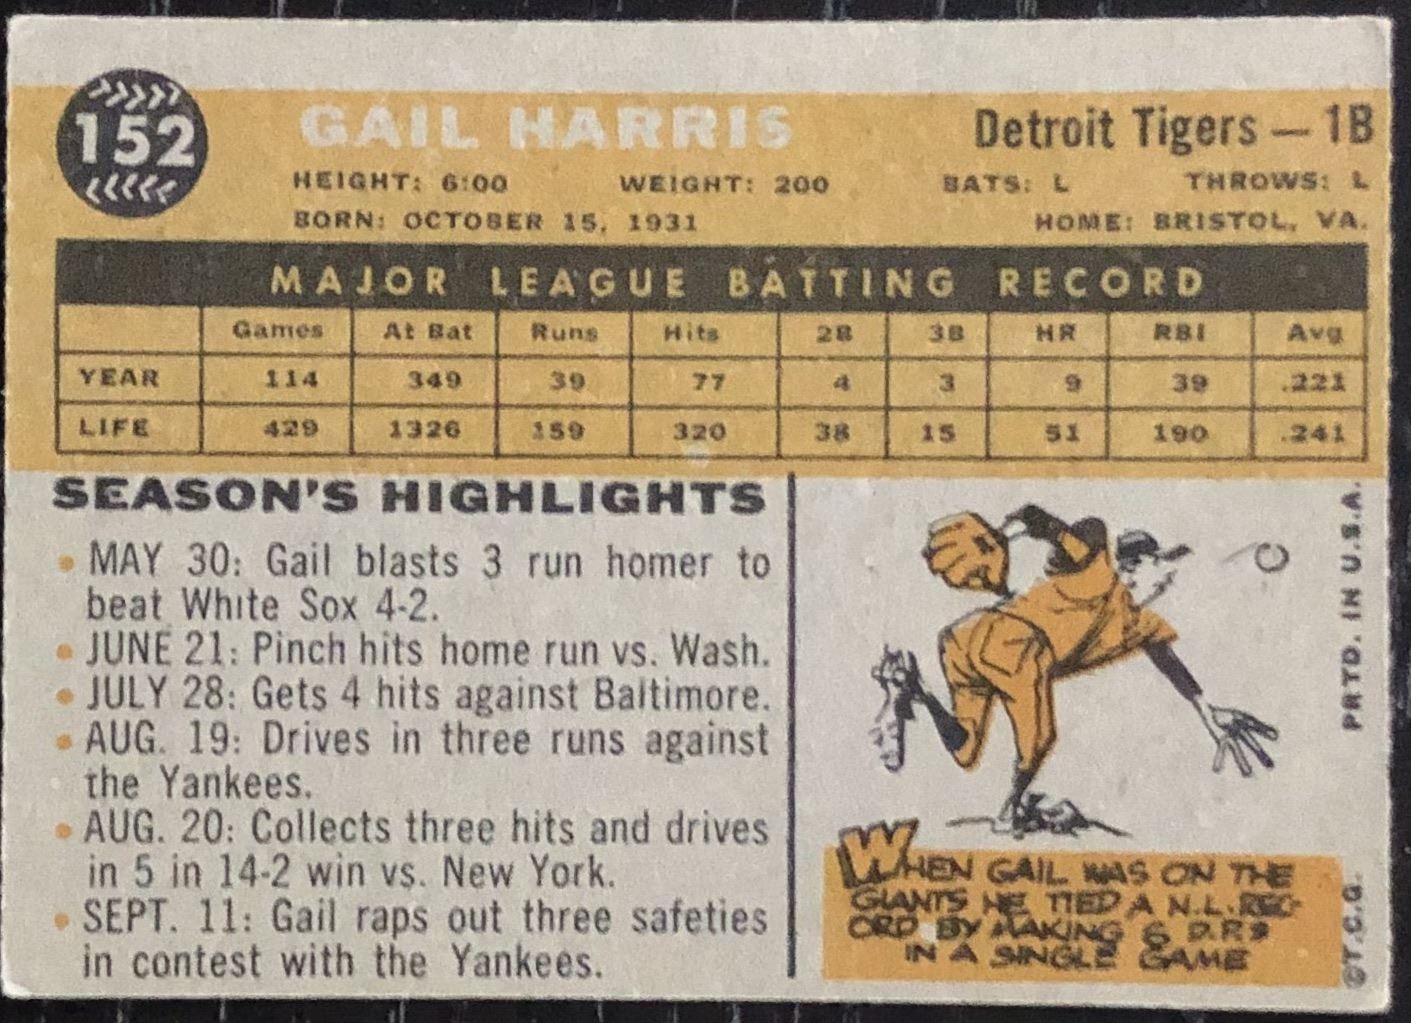 152
GAIL HARRIS
Detroit Tigers — 1B
HEIGHT: 6:00 WEIGHT: 200 BATS: L THROWS: L
BORN: OCTOBER 15, 1931 HOME: BRISTOL, VA.
MAJOR LEAGUE BATTING RECORD
Games At Bat Runs Hits 2B 3B HR RBI Avg
YEAR 114 349 39 77 4 3 9 39 .221
LIFE 429 1326 159 320 38 15 51 190 .241
SEASON'S HIGHLIGHTS
• MAY 30: Gail blasts 3 run homer to
beat White Sox 4-2.
• JUNE 21: Pinch hits home run vs. Wash.
• JULY 28: Gets 4 hits against Baltimore.
• AUG. 19: Drives in three runs against
the Yankees.
• AUG. 20: Collects three hits and drives
in 5 in 14-2 win vs. New York.
• SEPT. 11: Gail raps out three safeties
in contest with the Yankees.
WHEN GAIL WAS ON THE
GIANTS HE TIED A N.L. REC-
ORD BY MAKING 6 D.P.S
IN A SINGLE GAME
©T.C.G. PRTD. IN U.S.A.